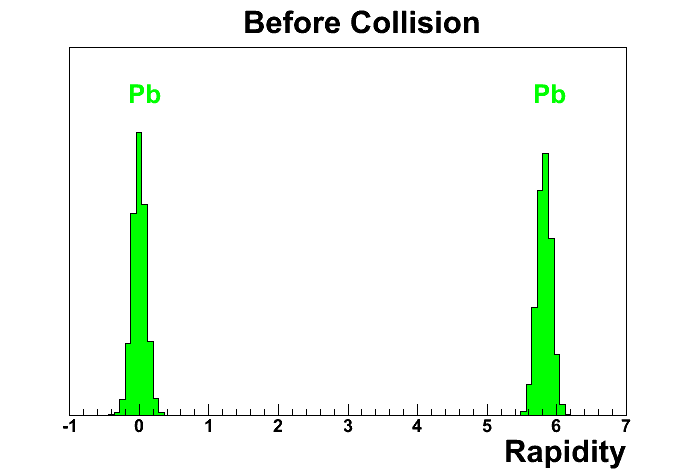 Before Collision
Pb Pb
-1 0 1 2 3 4 5 6 7
Rapidity